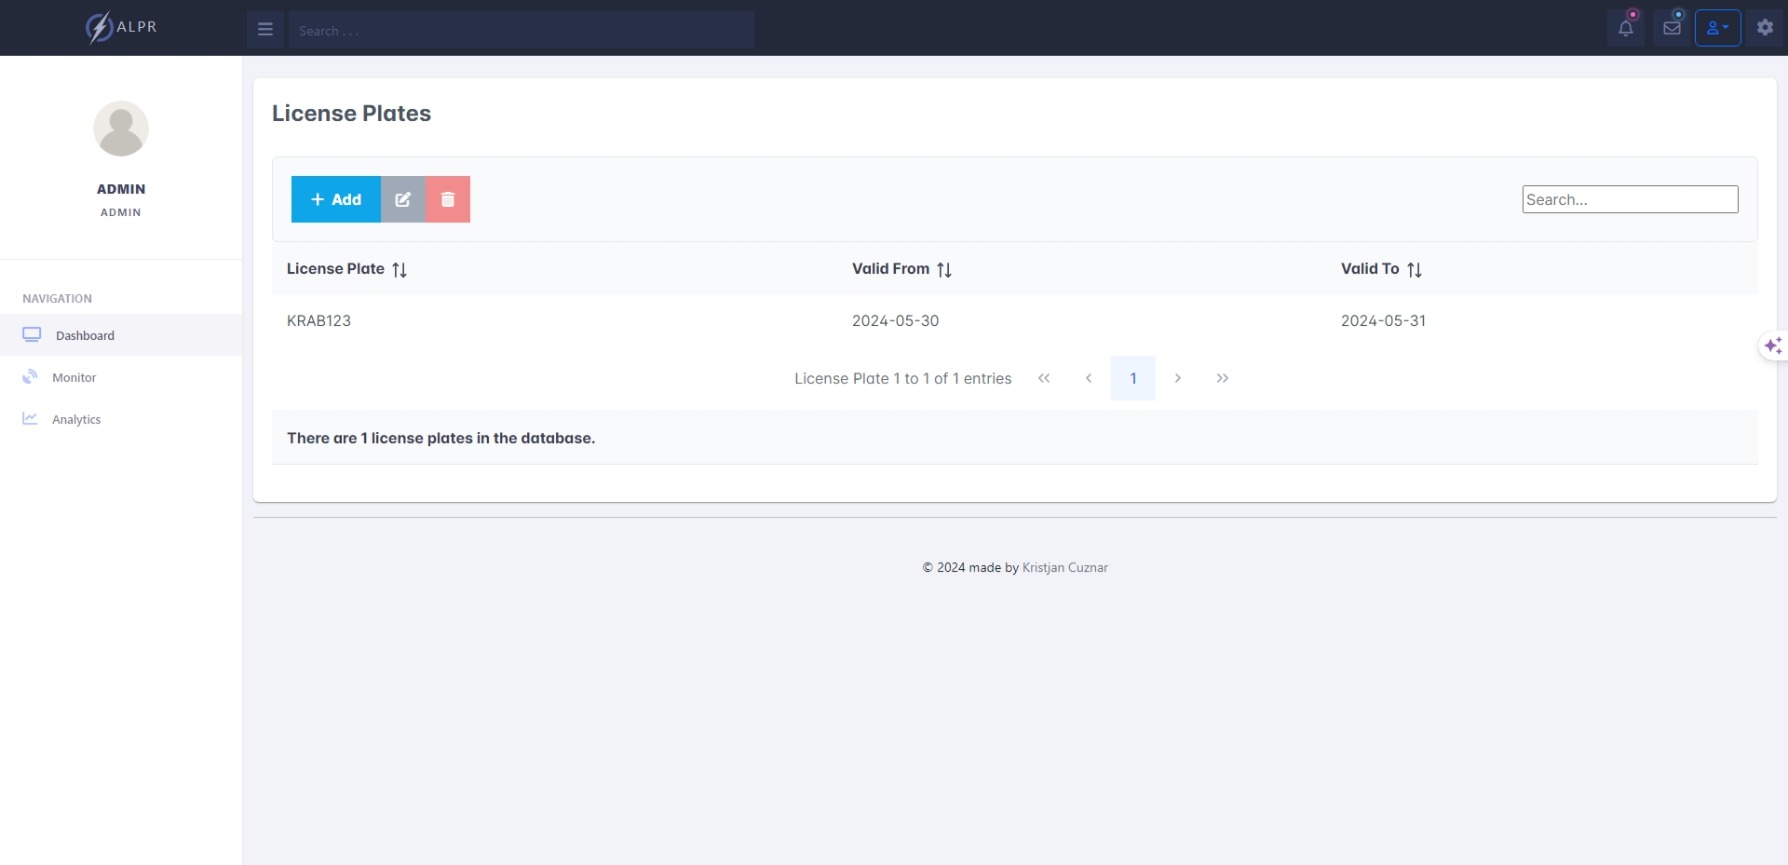 ALPR
Search . . .
ADMIN
ADMIN
NAVIGATION
Dashboard
Monitor
Analytics
License Plates
Add
Search...
License Plate Valid From Valid To
KRAB123 2024-05-30 2024-05-31
License Plate 1 to 1 of 1 entries « ‹ 1 › »
There are 1 license plates in the database.
© 2024 made by Kristjan Cuznar